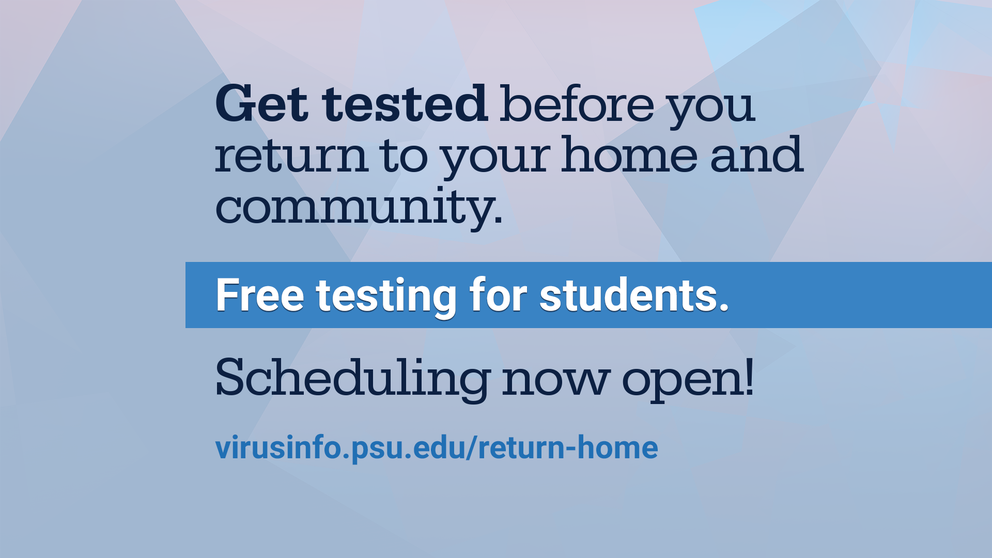 Get tested before you
return to your home and
community.
Free testing for students.
Scheduling now open!
virusinfo.psu.edu/return-home